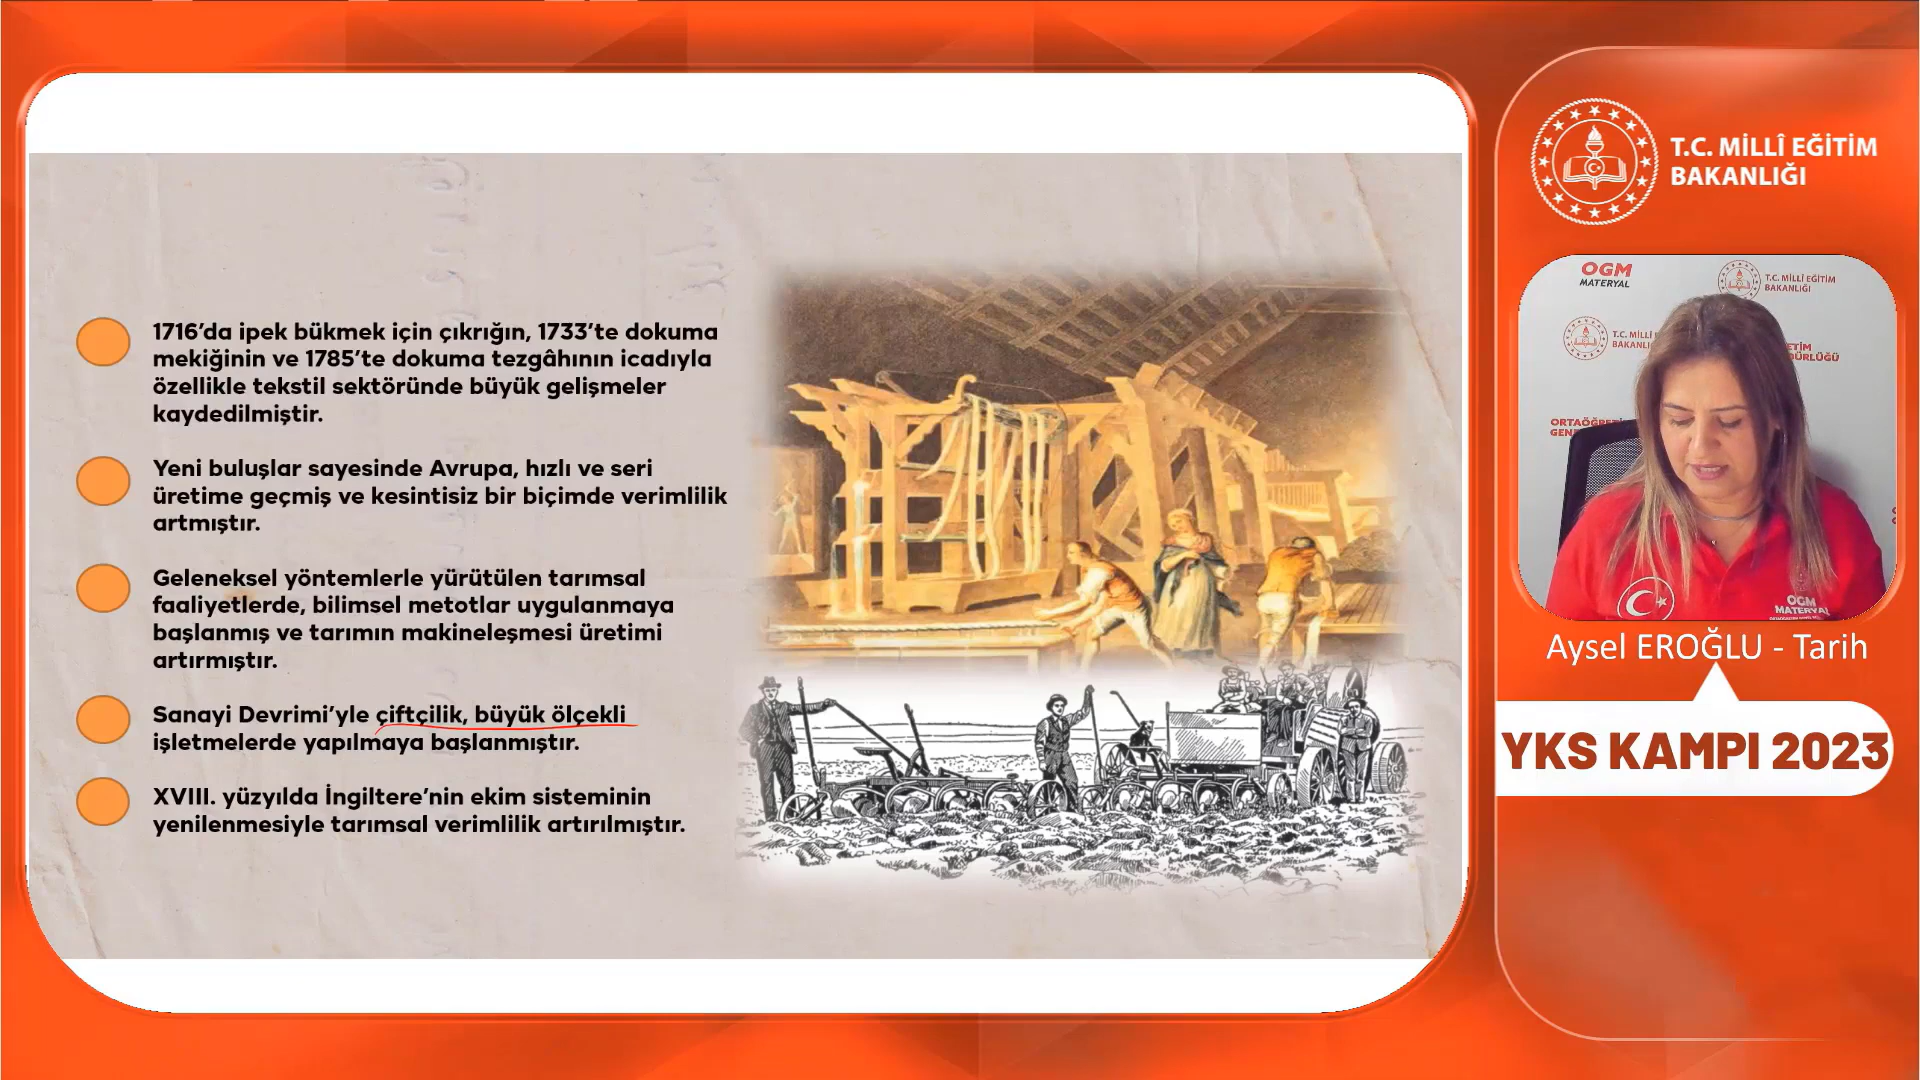 1716’da ipek bükmek için çıkrığın, 1733’te dokuma
mekiğinin ve 1785’te dokuma tezgâhının icadıyla
özellikle tekstil sektöründe büyük gelişmeler
kaydedilmiştir.
Yeni buluşlar sayesinde Avrupa, hızlı ve seri
üretime geçmiş ve kesintisiz bir biçimde verimlilik
artmıştır.
Geleneksel yöntemlerle yürütülen tarımsal
faaliyetlerde, bilimsel metotlar uygulanmaya
başlanmış ve tarımın makineleşmesi üretimi
artırmıştır.
Sanayi Devrimi’yle çiftçilik, büyük ölçekli
işletmelerde yapılmaya başlanmıştır.
XVIII. yüzyılda İngiltere’nin ekim sisteminin
yenilenmesiyle tarımsal verimlilik artırılmıştır.
T.C. MİLLÎ EĞİTİM
BAKANLIĞI
OGM
MATERYAL
T.C. MİLLÎ EĞİTİM
BAKANLIĞI
T.C. MİLLÎ
OGM
MATERYAL
Aysel EROĞLU - Tarih
YKS KAMPI 2023